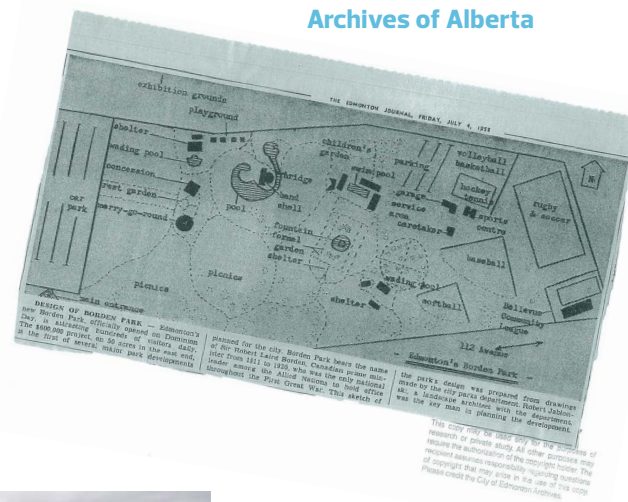 Archives of Alberta
THE EDMONTON JOURNAL, FRIDAY, JULY 4, 1958
exhibition grounds
playground
shelter
wading pool
concession
rest garden
merry-go-round
car
park
pool
bridge
band
shell
children's
garden
swim pool
parking
volleyball
basketball
garage
service
area
caretaker
hockey
tennis
sports
centre
rugby
& soccer
N
fountain
formal
garden
shelter
picnics
picnics
main entrance
wading pool
shelter
baseball
softball
Bellevue
Community
League
112 Avenue
Edmonton's Borden Park
DESIGN OF BORDEN PARK — Edmonton's
new Borden Park, officially opened on Dominion
Day, is attracting hundreds of visitors daily.
The $600,000 project, on 50 acres in the east end,
is the first of several major park developments
planned for the city. Borden Park bears the name
of Sir Robert Laird Borden, Canadian prime min-
ister from 1911 to 1920, who was the only national
leader among the Allied Nations to hold office
throughout the First Great War. This sketch of
the park's design was prepared from drawings
made by the city parks department. Robert Jablon-
ski, a landscape architect with the department,
was the key man in planning the development.
This copy may be used only for the purposes of
research or private study. All other purposes may
require the authorization of the copyright holder. The
recipient assumes responsibility regarding questions
of copyright that may arise in the use of this copy.
Please credit the City of Edmonton Archives.